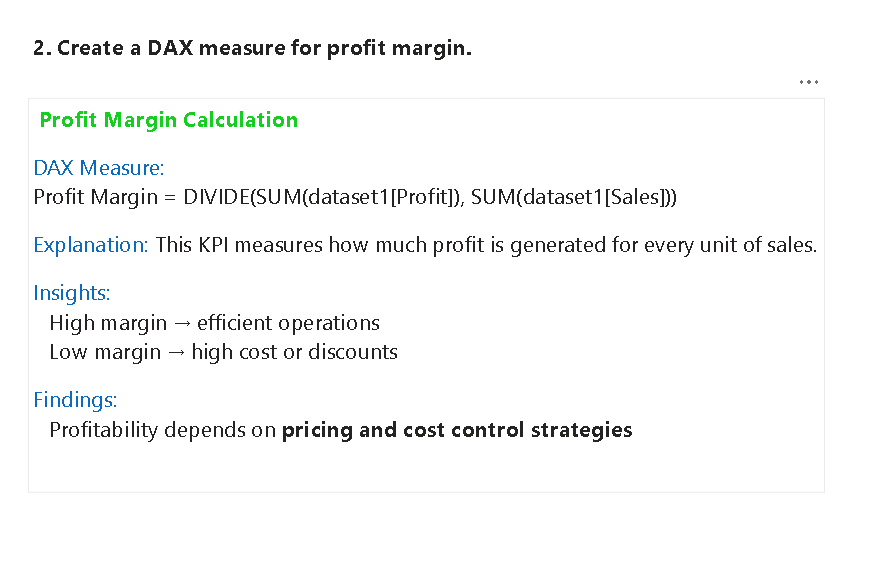 2. Create a DAX measure for profit margin.
...
Profit Margin Calculation
DAX Measure:
Profit Margin = DIVIDE(SUM(dataset1[Profit]), SUM(dataset1[Sales]))
Explanation: This KPI measures how much profit is generated for every unit of sales.
Insights:
High margin → efficient operations
Low margin → high cost or discounts
Findings:
Profitability depends on pricing and cost control strategies